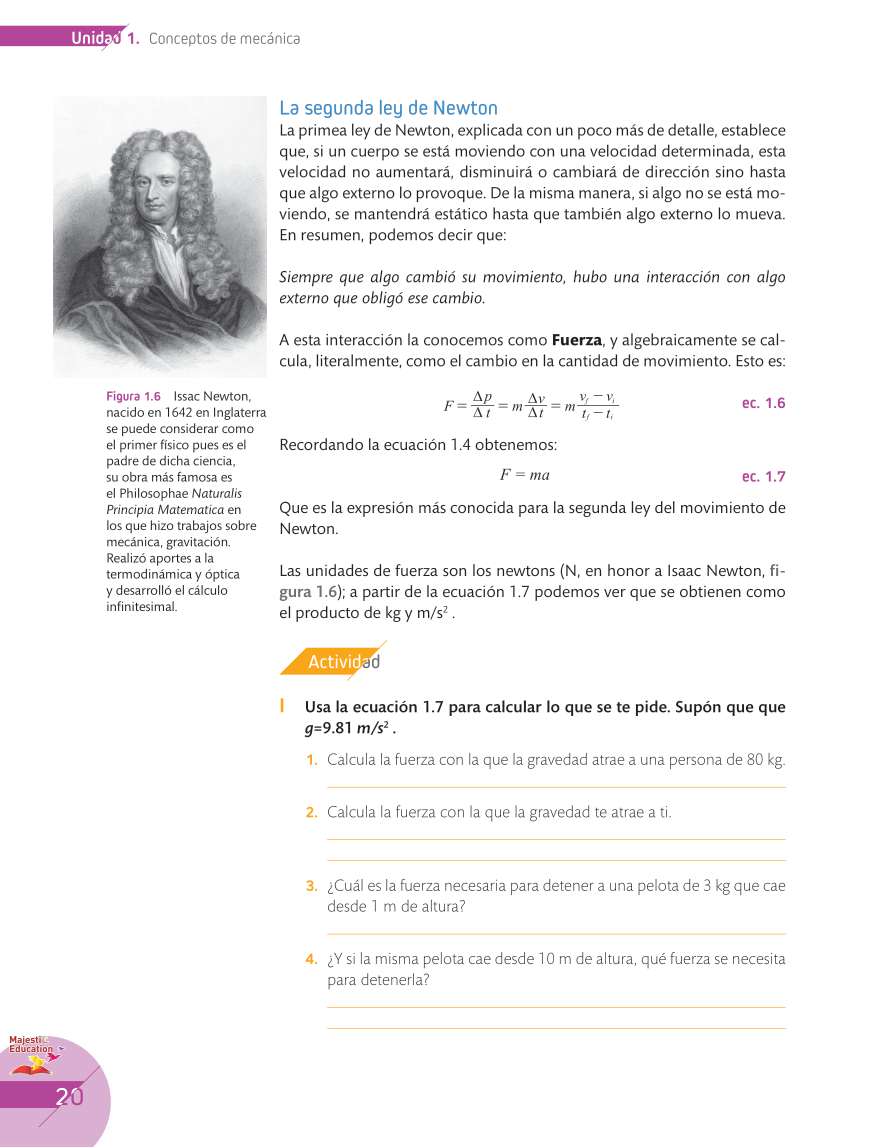 Unidad 1. Conceptos de mecánica
La segunda ley de Newton
La primea ley de Newton, explicada con un poco más de detalle, establece
que, si un cuerpo se está moviendo con una velocidad determinada, esta
velocidad no aumentará, disminuirá o cambiará de dirección sino hasta
que algo externo lo provoque. De la misma manera, si algo no se está mo-
viendo, se mantendrá estático hasta que también algo externo lo mueva.
En resumen, podemos decir que:
Siempre que algo cambió su movimiento, hubo una interacción con algo
externo que obligó ese cambio.
A esta interacción la conocemos como Fuerza, y algebraicamente se cal-
cula, literalmente, como el cambio en la cantidad de movimiento. Esto es:
F = Δp/Δt = m Δv/Δt = m (v_f − v_i)/(t_f − t_i) ec. 1.6
Recordando la ecuación 1.4 obtenemos:
F = ma ec. 1.7
Que es la expresión más conocida para la segunda ley del movimiento de
Newton.
Las unidades de fuerza son los newtons (N, en honor a Isaac Newton, fi-
gura 1.6); a partir de la ecuación 1.7 podemos ver que se obtienen como
el producto de kg y m/s² .
Figura 1.6 Issac Newton,
nacido en 1642 en Inglaterra
se puede considerar como
el primer físico pues es el
padre de dicha ciencia,
su obra más famosa es
el Philosophae Naturalis
Principia Matematica en
los que hizo trabajos sobre
mecánica, gravitación.
Realizó aportes a la
termodinámica y óptica
y desarrolló el cálculo
infinitesimal.
Actividad
I Usa la ecuación 1.7 para calcular lo que se te pide. Supón que que
g=9.81 m/s² .
1. Calcula la fuerza con la que la gravedad atrae a una persona de 80 kg.
2. Calcula la fuerza con la que la gravedad te atrae a ti.
3. ¿Cuál es la fuerza necesaria para detener a una pelota de 3 kg que cae
desde 1 m de altura?
4. ¿Y si la misma pelota cae desde 10 m de altura, qué fuerza se necesita
para detenerla?
Majestic
Education
20